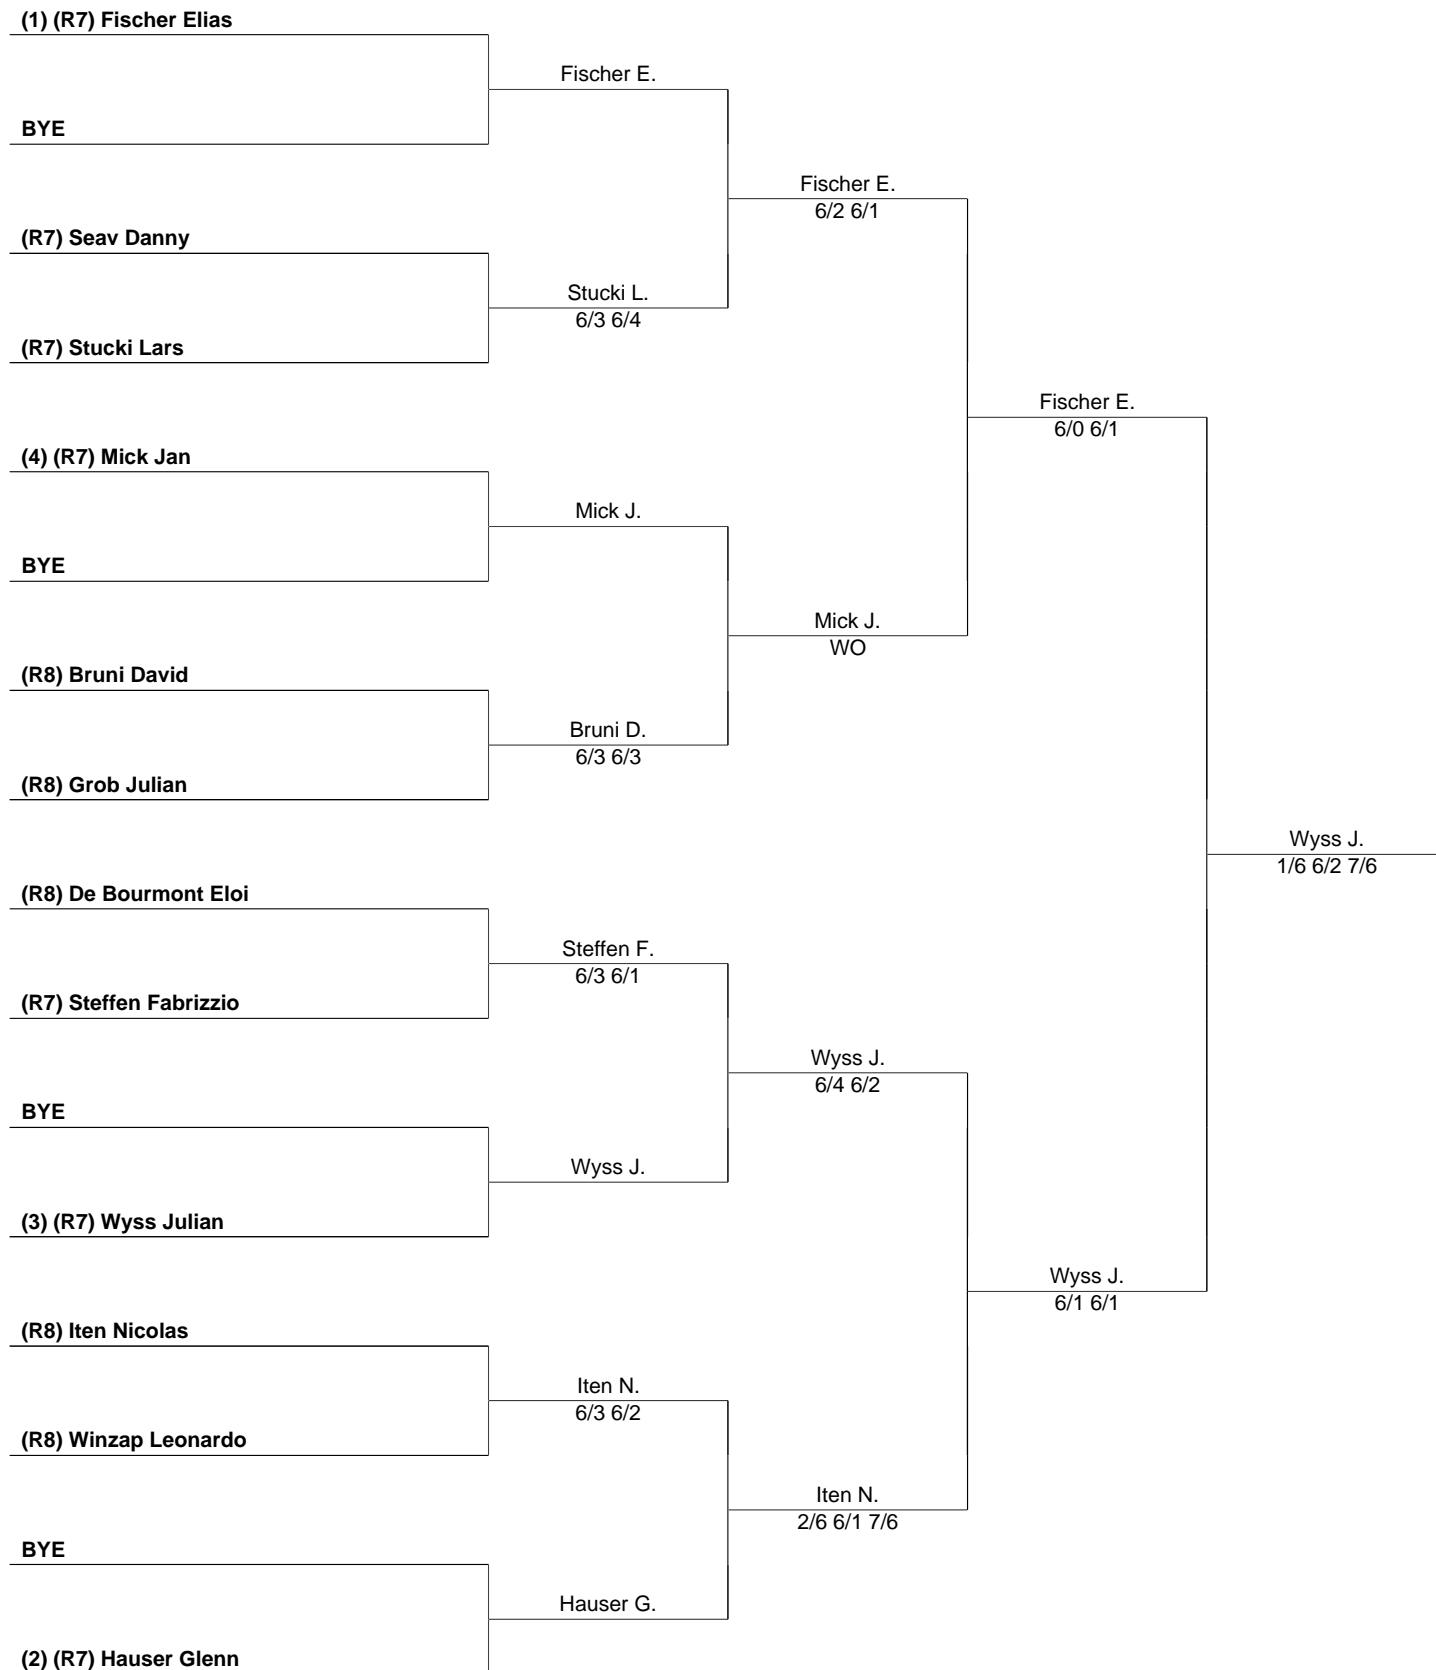 (1) (R7) Fischer Elias
Fischer E.
BYE
Fischer E.
6/2 6/1
(R7) Seav Danny
Stucki L.
6/3 6/4
(R7) Stucki Lars
Fischer E.
6/0 6/1
(4) (R7) Mick Jan
Mick J.
BYE
Mick J.
WO
(R8) Bruni David
Bruni D.
6/3 6/3
(R8) Grob Julian
Wyss J.
1/6 6/2 7/6
(R8) De Bourmont Eloi
Steffen F.
6/3 6/1
(R7) Steffen Fabrizzio
Wyss J.
6/4 6/2
BYE
Wyss J.
(3) (R7) Wyss Julian
Wyss J.
6/1 6/1
(R8) Iten Nicolas
Iten N.
6/3 6/2
(R8) Winzap Leonardo
Iten N.
2/6 6/1 7/6
BYE
Hauser G.
(2) (R7) Hauser Glenn